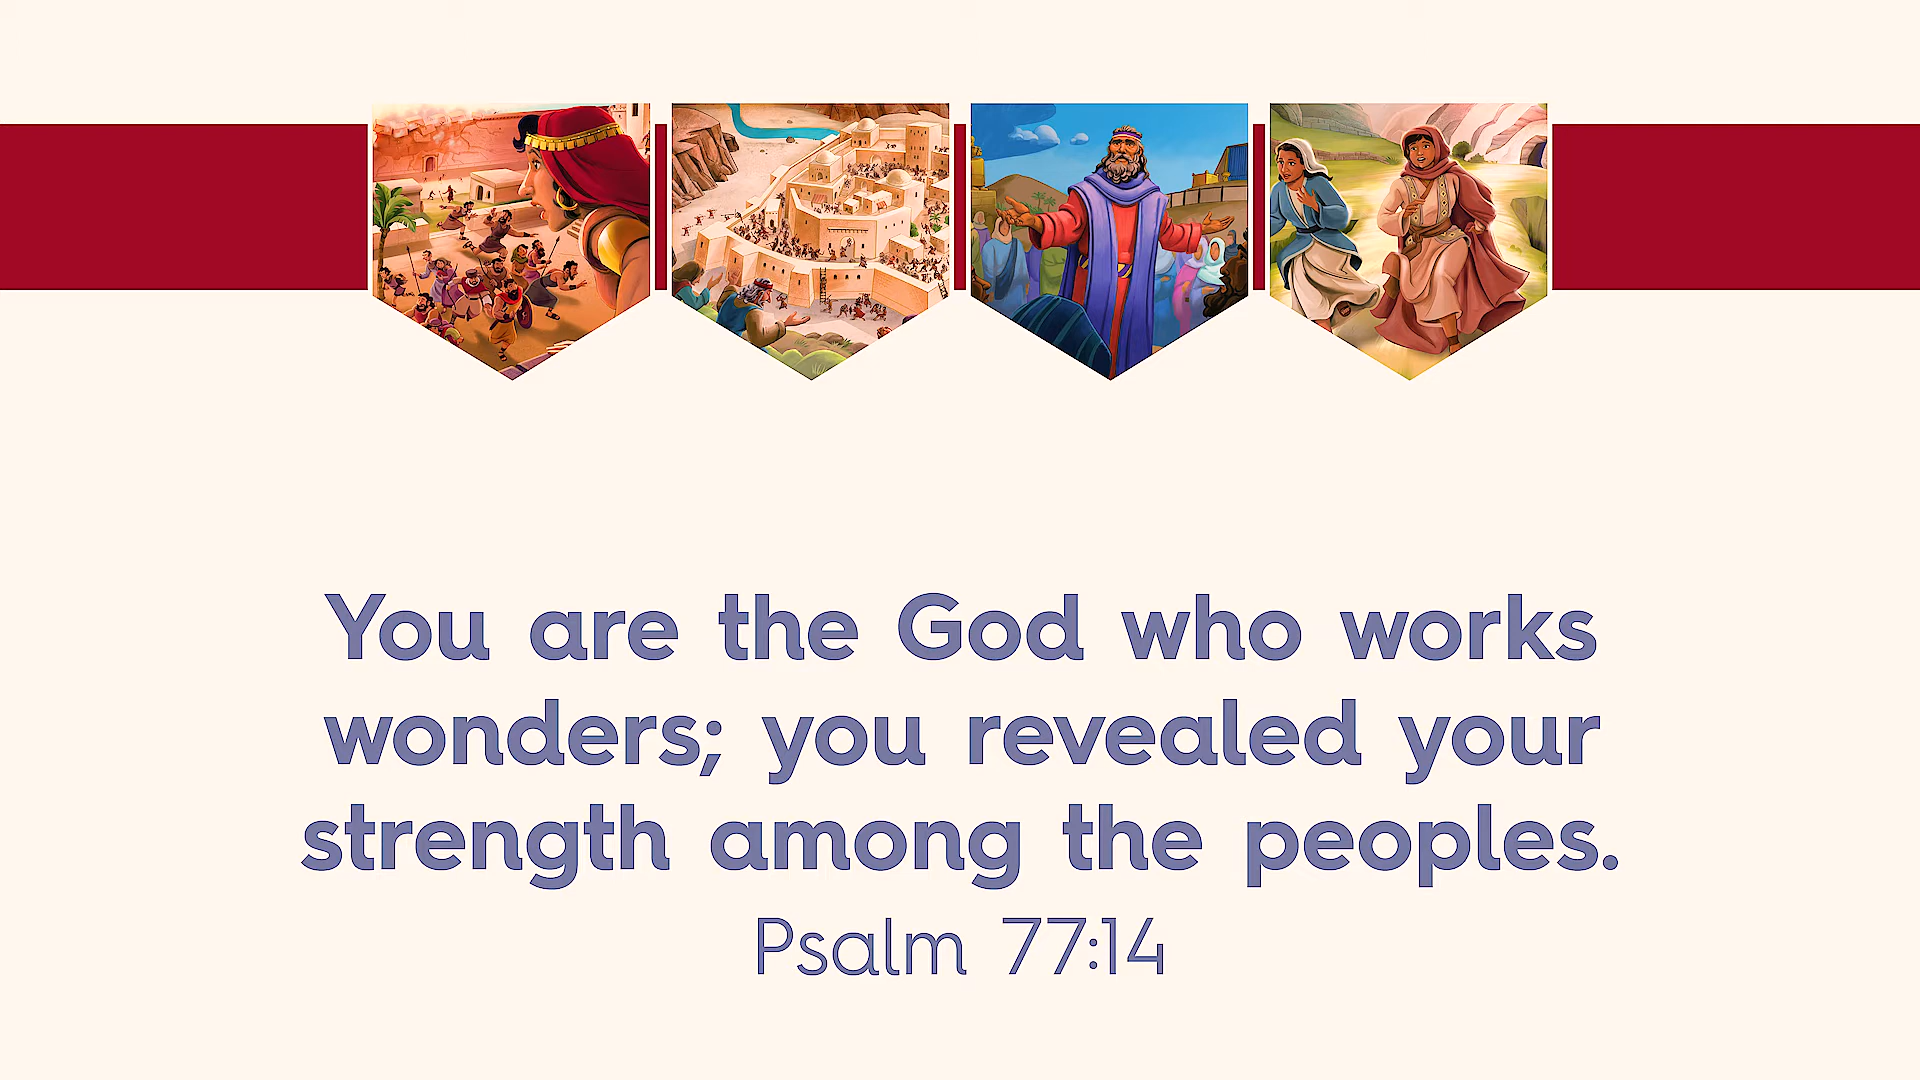 You are the God who works
wonders; you revealed your
strength among the peoples.
Psalm 77:14